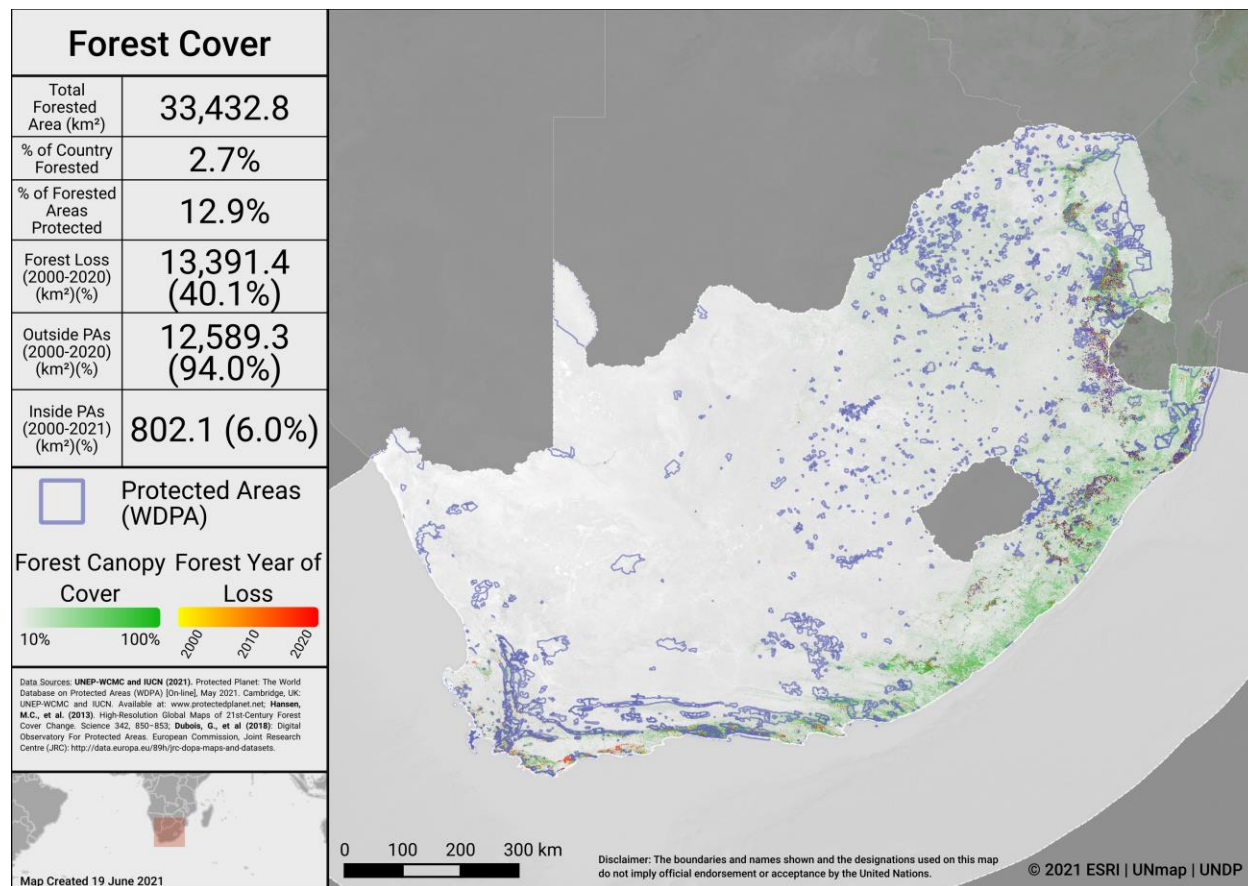 Forest Cover
Total
Forested
Area (km²)
33,432.8
% of Country
Forested
2.7%
% of Forested
Areas
Protected
12.9%
Forest Loss
(2000-2020)
(km²)(%)
13,391.4
(40.1%)
Outside PAs
(2000-2020)
(km²)(%)
12,589.3
(94.0%)
Inside PAs
(2000-2021)
(km²)(%)
802.1 (6.0%)
Protected Areas
(WDPA)
Forest Canopy
Cover
10%
100%
Forest Year of
Loss
2000
2010
2020
Data Sources: UNEP-WCMC and IUCN (2021). Protected Planet: The World
Database on Protected Areas (WDPA) [On-line], May 2021. Cambridge, UK:
UNEP-WCMC and IUCN. Available at: www.protectedplanet.net; Hansen,
M.C., et al. (2013). High-Resolution Global Maps of 21st-Century Forest
Cover Change. Science 342, 850–853; Dubois, G., et al (2018): Digital
Observatory For Protected Areas. European Commission, Joint Research
Centre (JRC): http://data.europa.eu/89h/jrc-dopa-maps-and-datasets.
Map Created 19 June 2021
0 100 200 300 km
Disclaimer: The boundaries and names shown and the designations used on this map
do not imply official endorsement or acceptance by the United Nations.
© 2021 ESRI | UNmap | UNDP